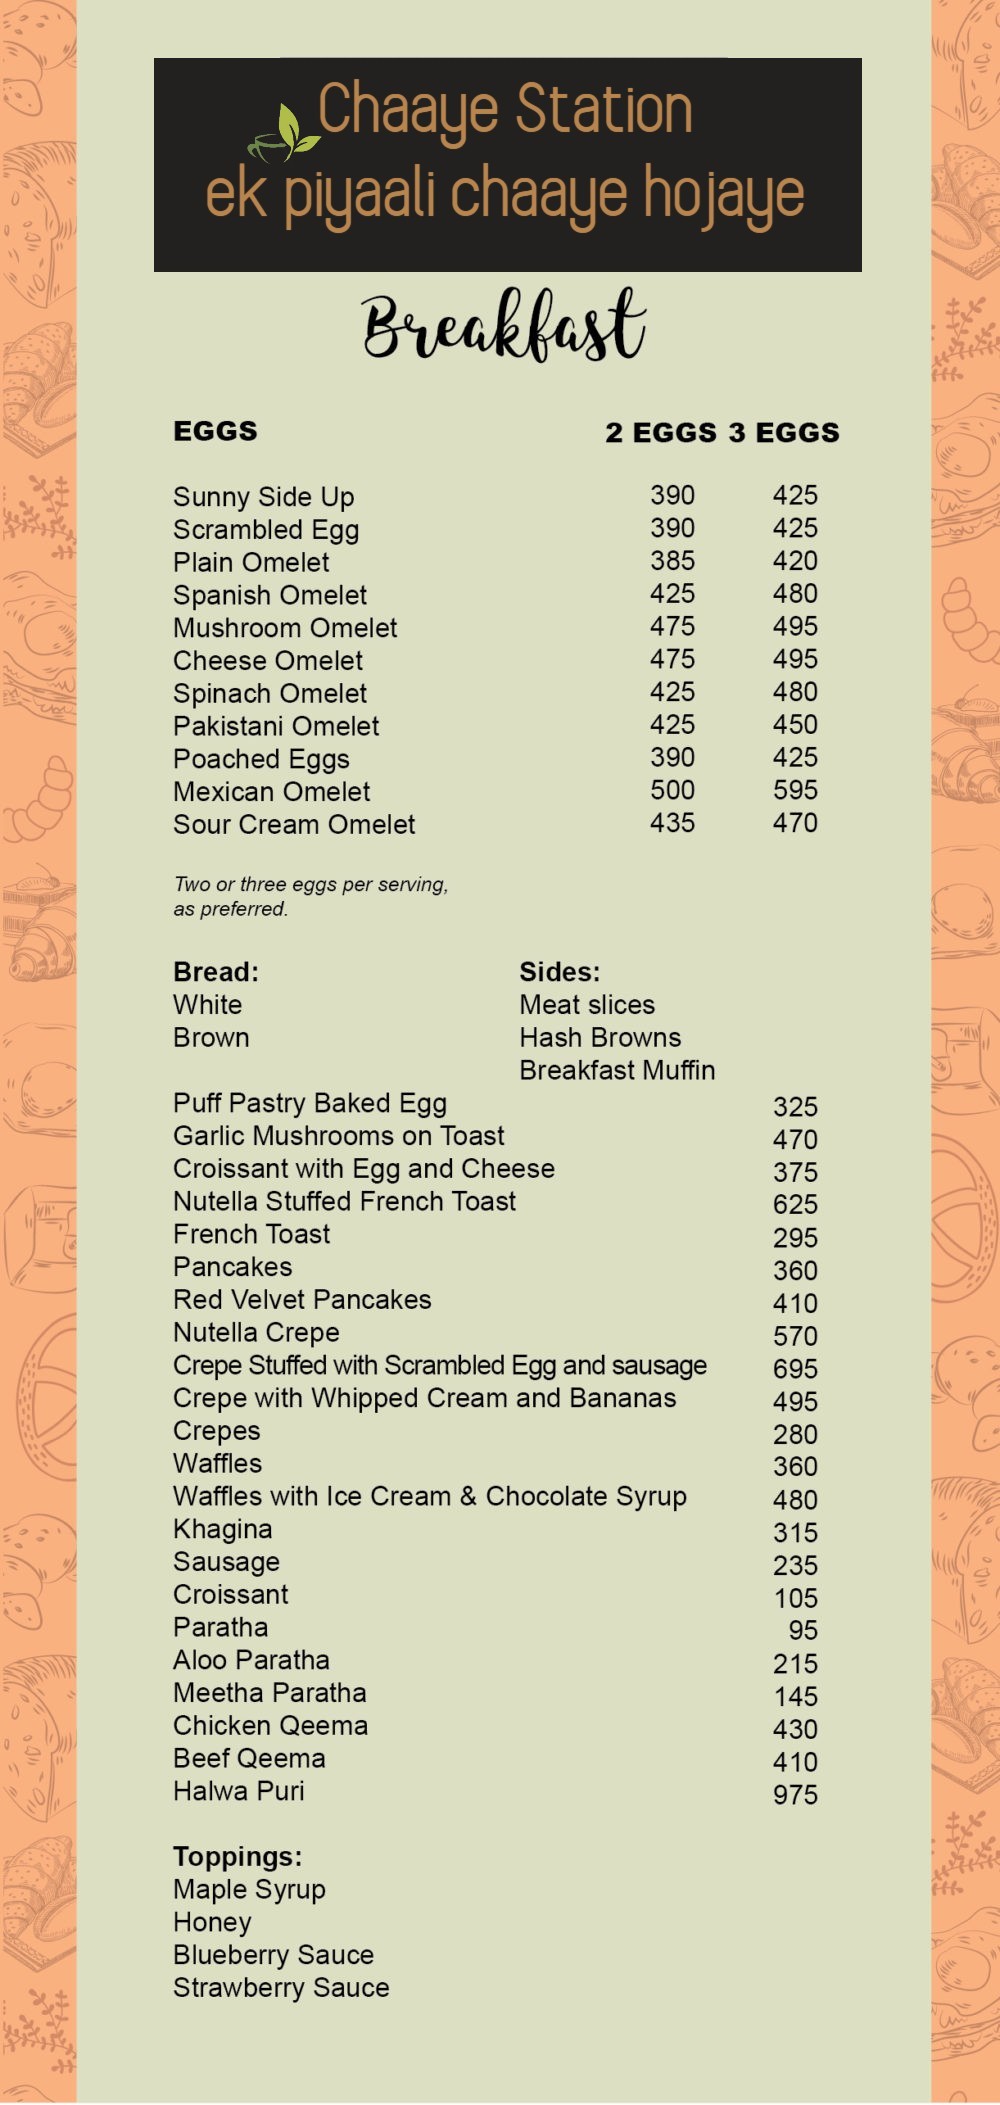 Chaaye Station
ek piyaali chaaye hojaye
Breakfast
EGGS 2 EGGS 3 EGGS
Sunny Side Up 390 425
Scrambled Egg 390 425
Plain Omelet 385 420
Spanish Omelet 425 480
Mushroom Omelet 475 495
Cheese Omelet 475 495
Spinach Omelet 425 480
Pakistani Omelet 425 450
Poached Eggs 390 425
Mexican Omelet 500 595
Sour Cream Omelet 435 470
Two or three eggs per serving,
as preferred.
Bread:
White
Brown
Sides:
Meat slices
Hash Browns
Breakfast Muffin
Puff Pastry Baked Egg 325
Garlic Mushrooms on Toast 470
Croissant with Egg and Cheese 375
Nutella Stuffed French Toast 625
French Toast 295
Pancakes 360
Red Velvet Pancakes 410
Nutella Crepe 570
Crepe Stuffed with Scrambled Egg and sausage 695
Crepe with Whipped Cream and Bananas 495
Crepes 280
Waffles 360
Waffles with Ice Cream & Chocolate Syrup 480
Khagina 315
Sausage 235
Croissant 105
Paratha 95
Aloo Paratha 215
Meetha Paratha 145
Chicken Qeema 430
Beef Qeema 410
Halwa Puri 975
Toppings:
Maple Syrup
Honey
Blueberry Sauce
Strawberry Sauce